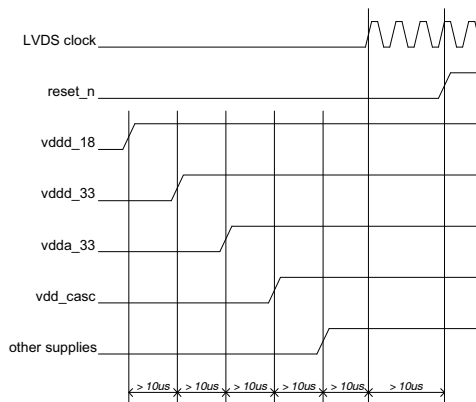 LVDS clock
reset_n
vddd_18
vddd_33
vdda_33
vdd_casc
other supplies
> 10us > 10us > 10us > 10us > 10us > 10us